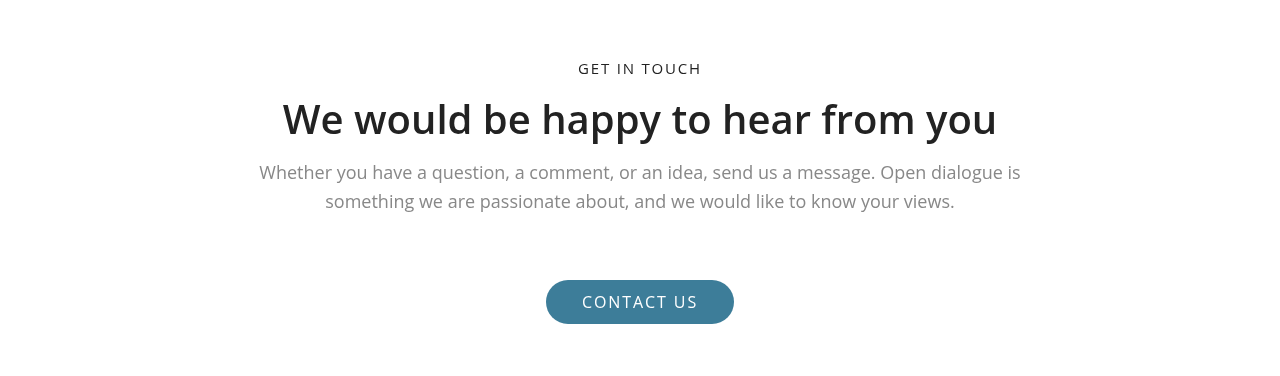 GET IN TOUCH
We would be happy to hear from you
Whether you have a question, a comment, or an idea, send us a message. Open dialogue is
something we are passionate about, and we would like to know your views.
CONTACT US